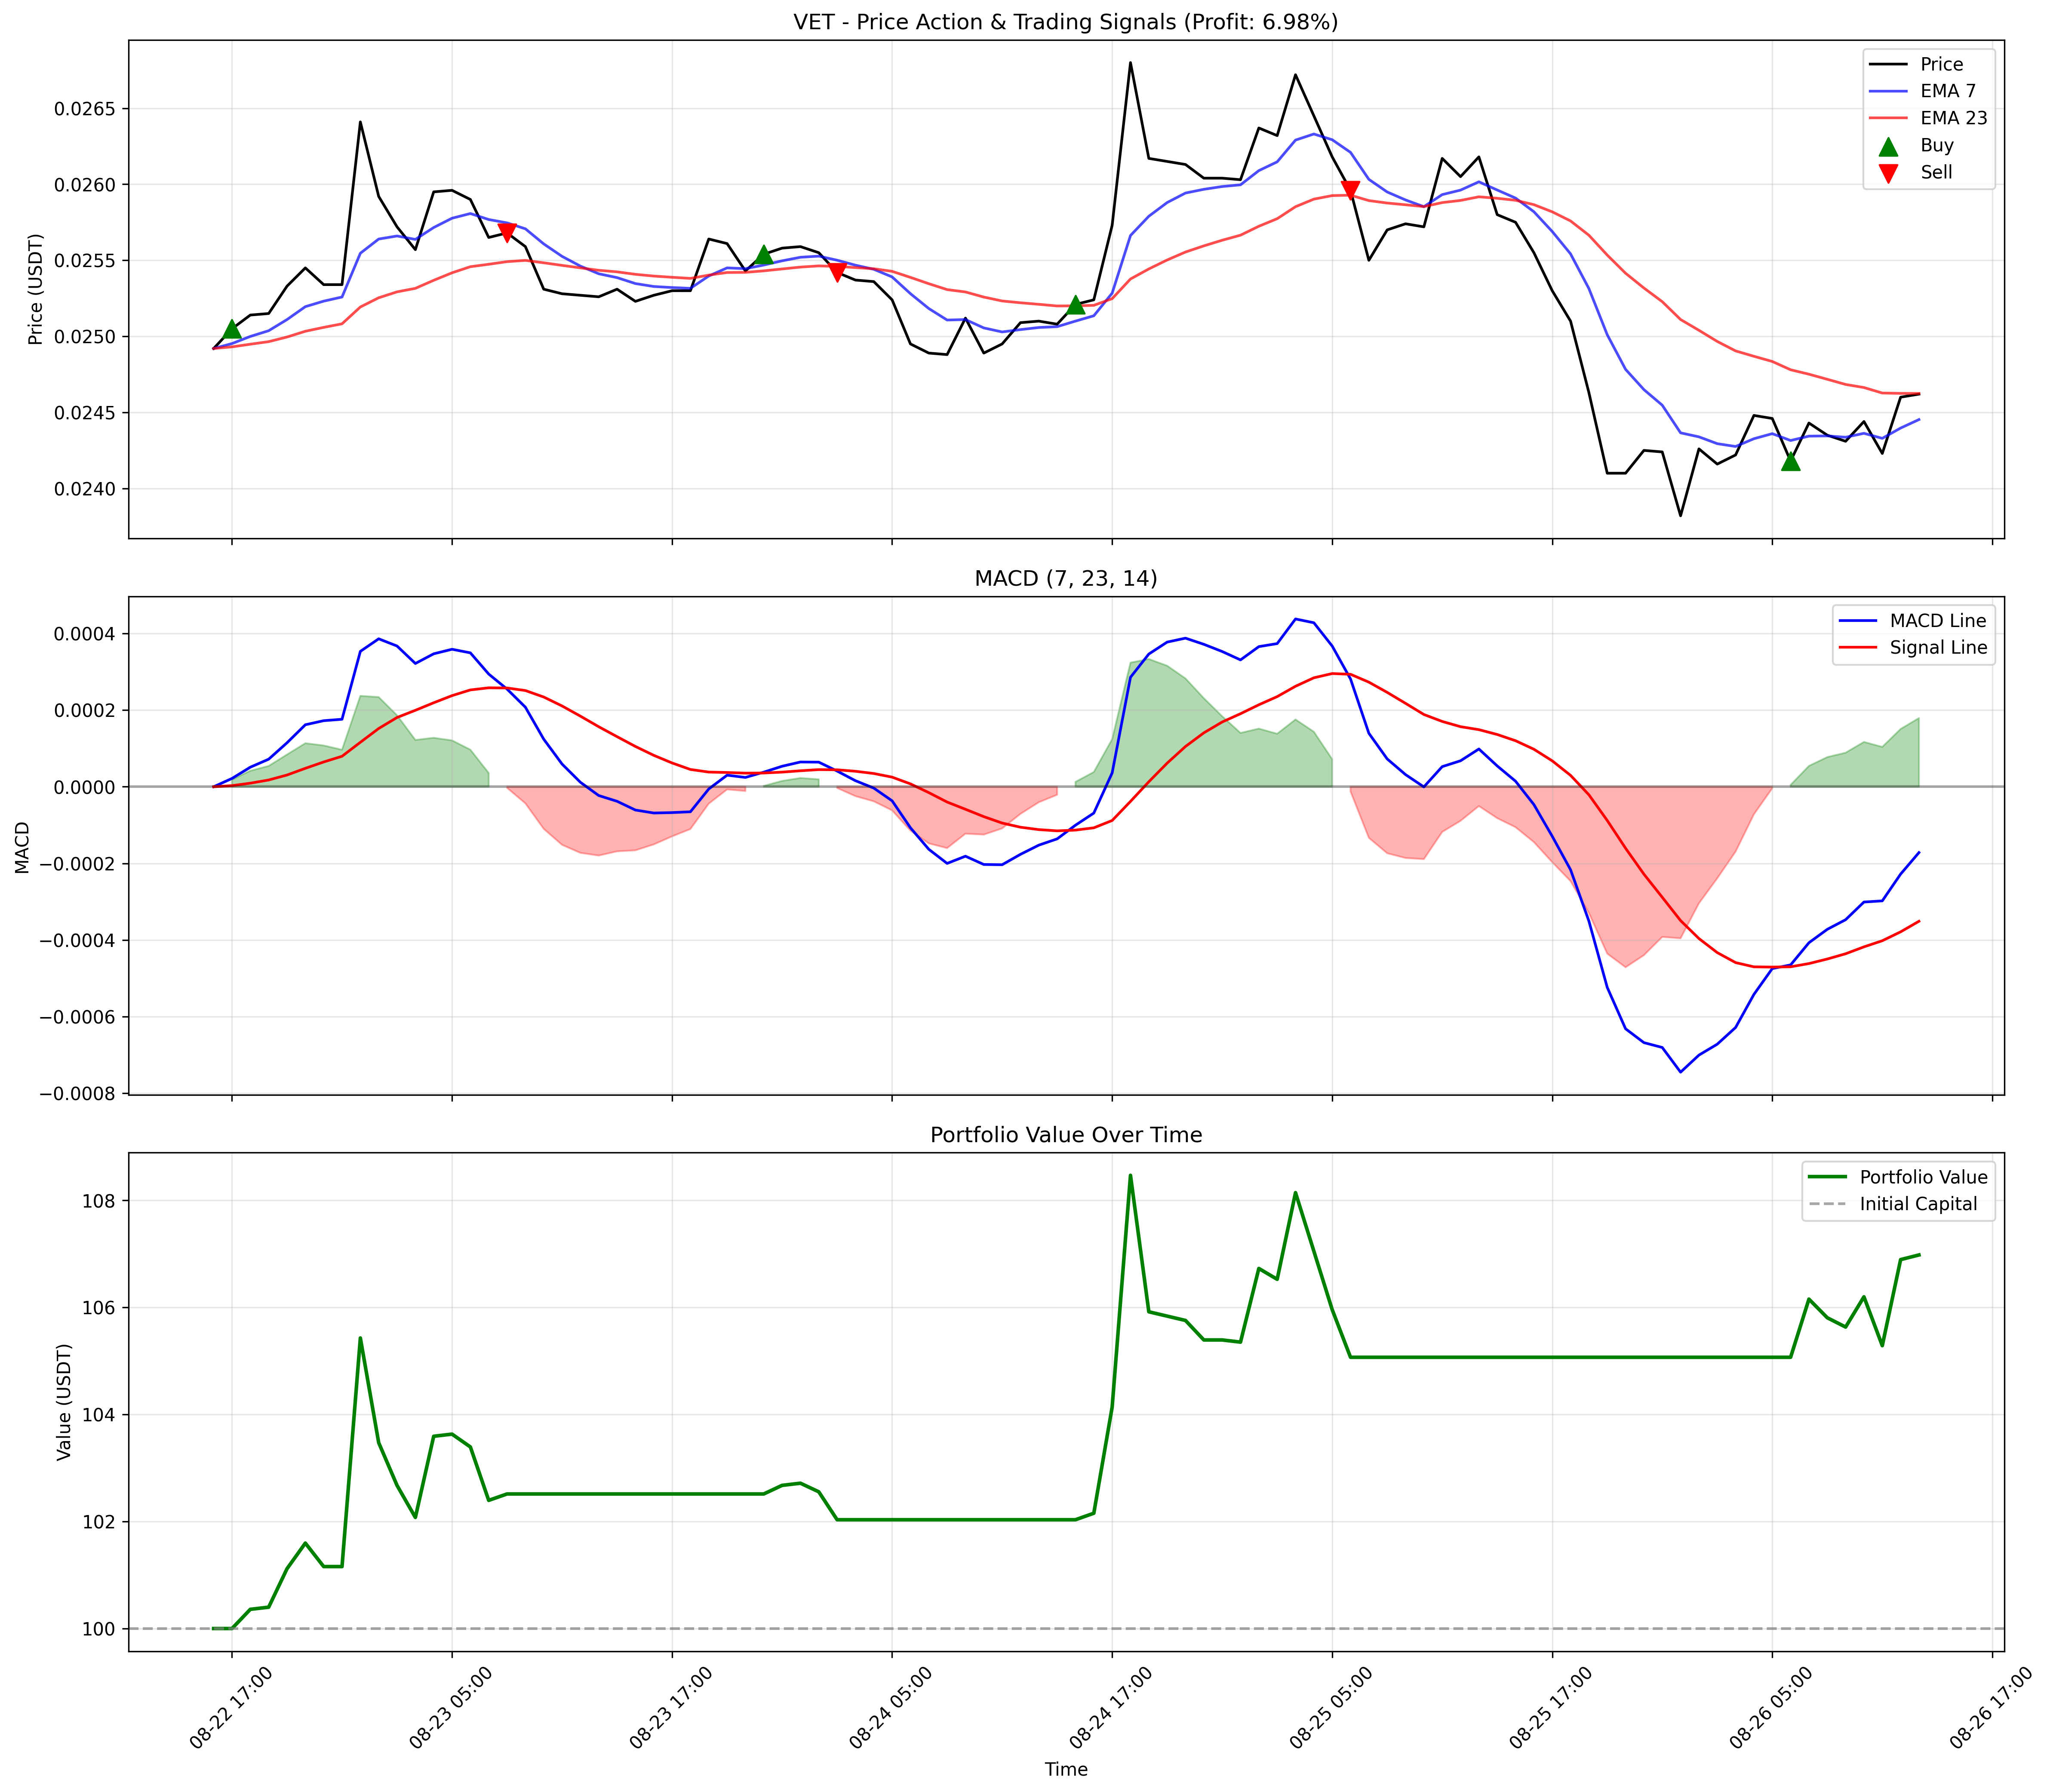 VET - Price Action & Trading Signals (Profit: 6.98%)
Price (USDT)
0.0265
0.0260
0.0255
0.0250
0.0245
0.0240
Price
EMA 7
EMA 23
Buy
Sell
MACD (7, 23, 14)
MACD
0.0004
0.0002
0.0000
−0.0002
−0.0004
−0.0006
−0.0008
MACD Line
Signal Line
Portfolio Value Over Time
Value (USDT)
108
106
104
102
100
Portfolio Value
Initial Capital
08-22 17:00
08-23 05:00
08-23 17:00
08-24 05:00
08-24 17:00
08-25 05:00
08-25 17:00
08-26 05:00
08-26 17:00
Time